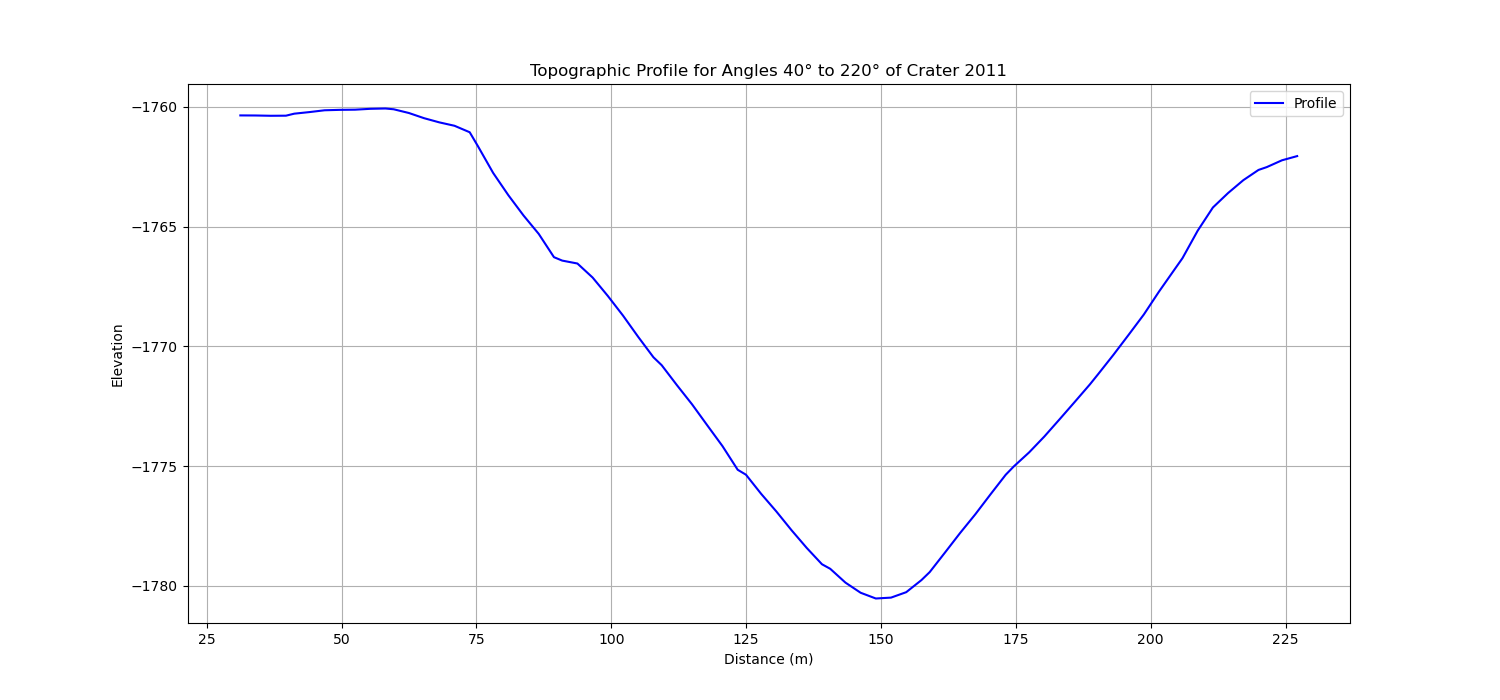 Topographic Profile for Angles 40° to 220° of Crater 2011
Profile
−1760
−1765
−1770
−1775
−1780
Elevation
25 50 75 100 125 150 175 200 225
Distance (m)